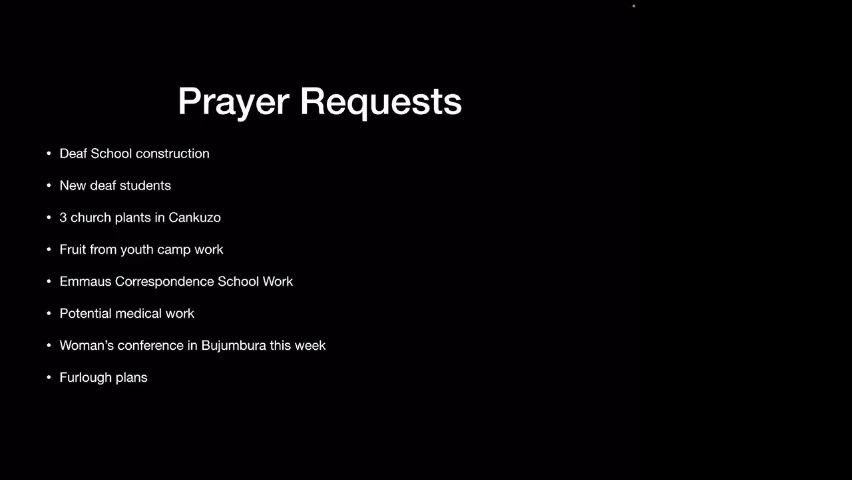 Prayer Requests
• Deaf School construction
• New deaf students
• 3 church plants in Cankuzo
• Fruit from youth camp work
• Emmaus Correspondence School Work
• Potential medical work
• Woman's conference in Bujumbura this week
• Furlough plans